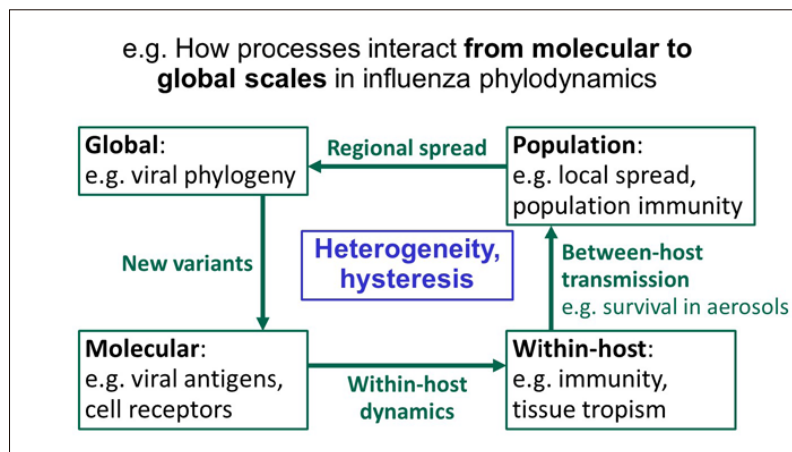 e.g. How processes interact from molecular to
global scales in influenza phylodynamics
Global:
e.g. viral phylogeny
Regional spread
Population:
e.g. local spread,
population immunity
New variants
Heterogeneity,
hysteresis
Between-host
transmission
e.g. survival in aerosols
Molecular:
e.g. viral antigens,
cell receptors
Within-host
dynamics
Within-host:
e.g. immunity,
tissue tropism